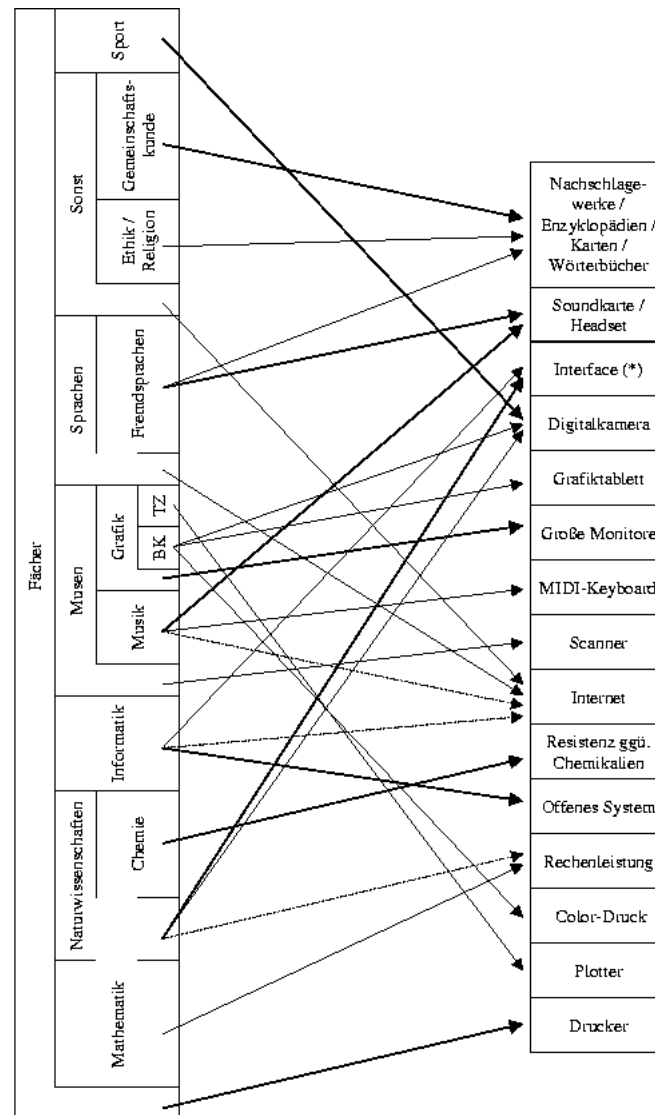 Fächer
Sport
Sonst
Gemeinschafts-
kunde
Ethik /
Religion
Sprachen
Fremdsprachen
Musen
Grafik
TZ
BK
Musik
Informatik
Naturwissenschaften
Chemie
Mathematik
Nachschlage-
werke /
Enzyklopädien /
Karten /
Wörterbücher
Soundkarte /
Headset
Interface (*)
Digitalkamera
Grafiktablett
Große Monitore
MIDI-Keyboard
Scanner
Internet
Resistenz ggü.
Chemikalien
Offenes System
Rechenleistung
Color-Druck
Plotter
Drucker